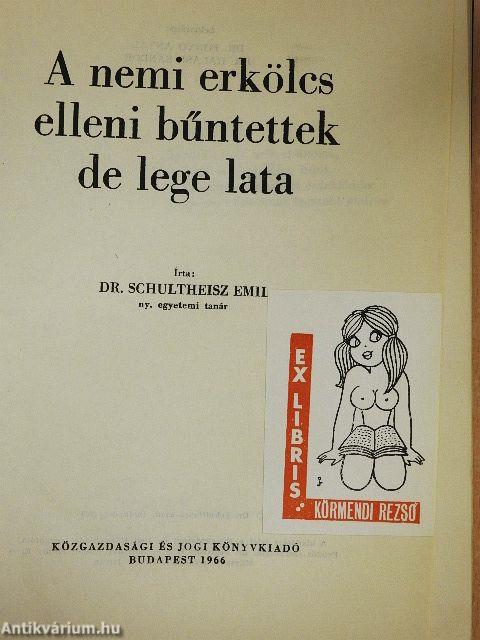 A nemi erkölcs
elleni bűntettek
de lege lata
Írta:
DR. SCHULTHEISZ EMIL
ny. egyetemi tanár
EX LIBRIS:
KÖRMENDI REZSŐ
KÖZGAZDASÁGI ÉS JOGI KÖNYVKIADÓ
BUDAPEST 1966
Antikvárium.hu